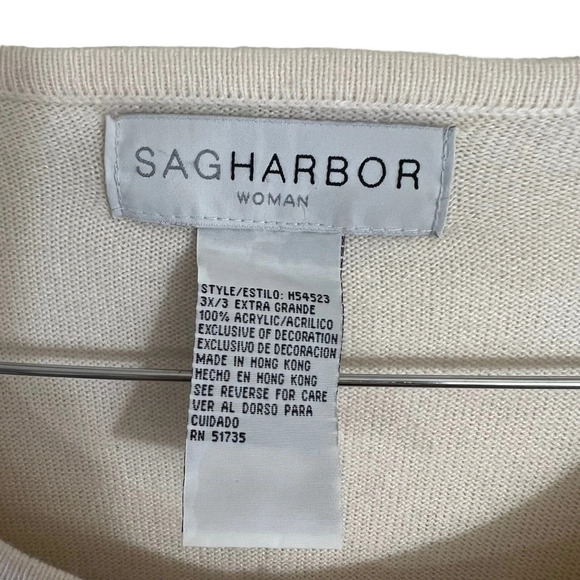 SAGHARBOR
WOMAN
STYLE/ESTILO: H54523
3X/3 EXTRA GRANDE
100% ACRYLIC/ACRILICO
EXCLUSIVE OF DECORATION
EXCLUSIVO DE DECORACION
MADE IN HONG KONG
HECHO EN HONG KONG
SEE REVERSE FOR CARE
VER AL DORSO PARA
CUIDADO
RN 51735